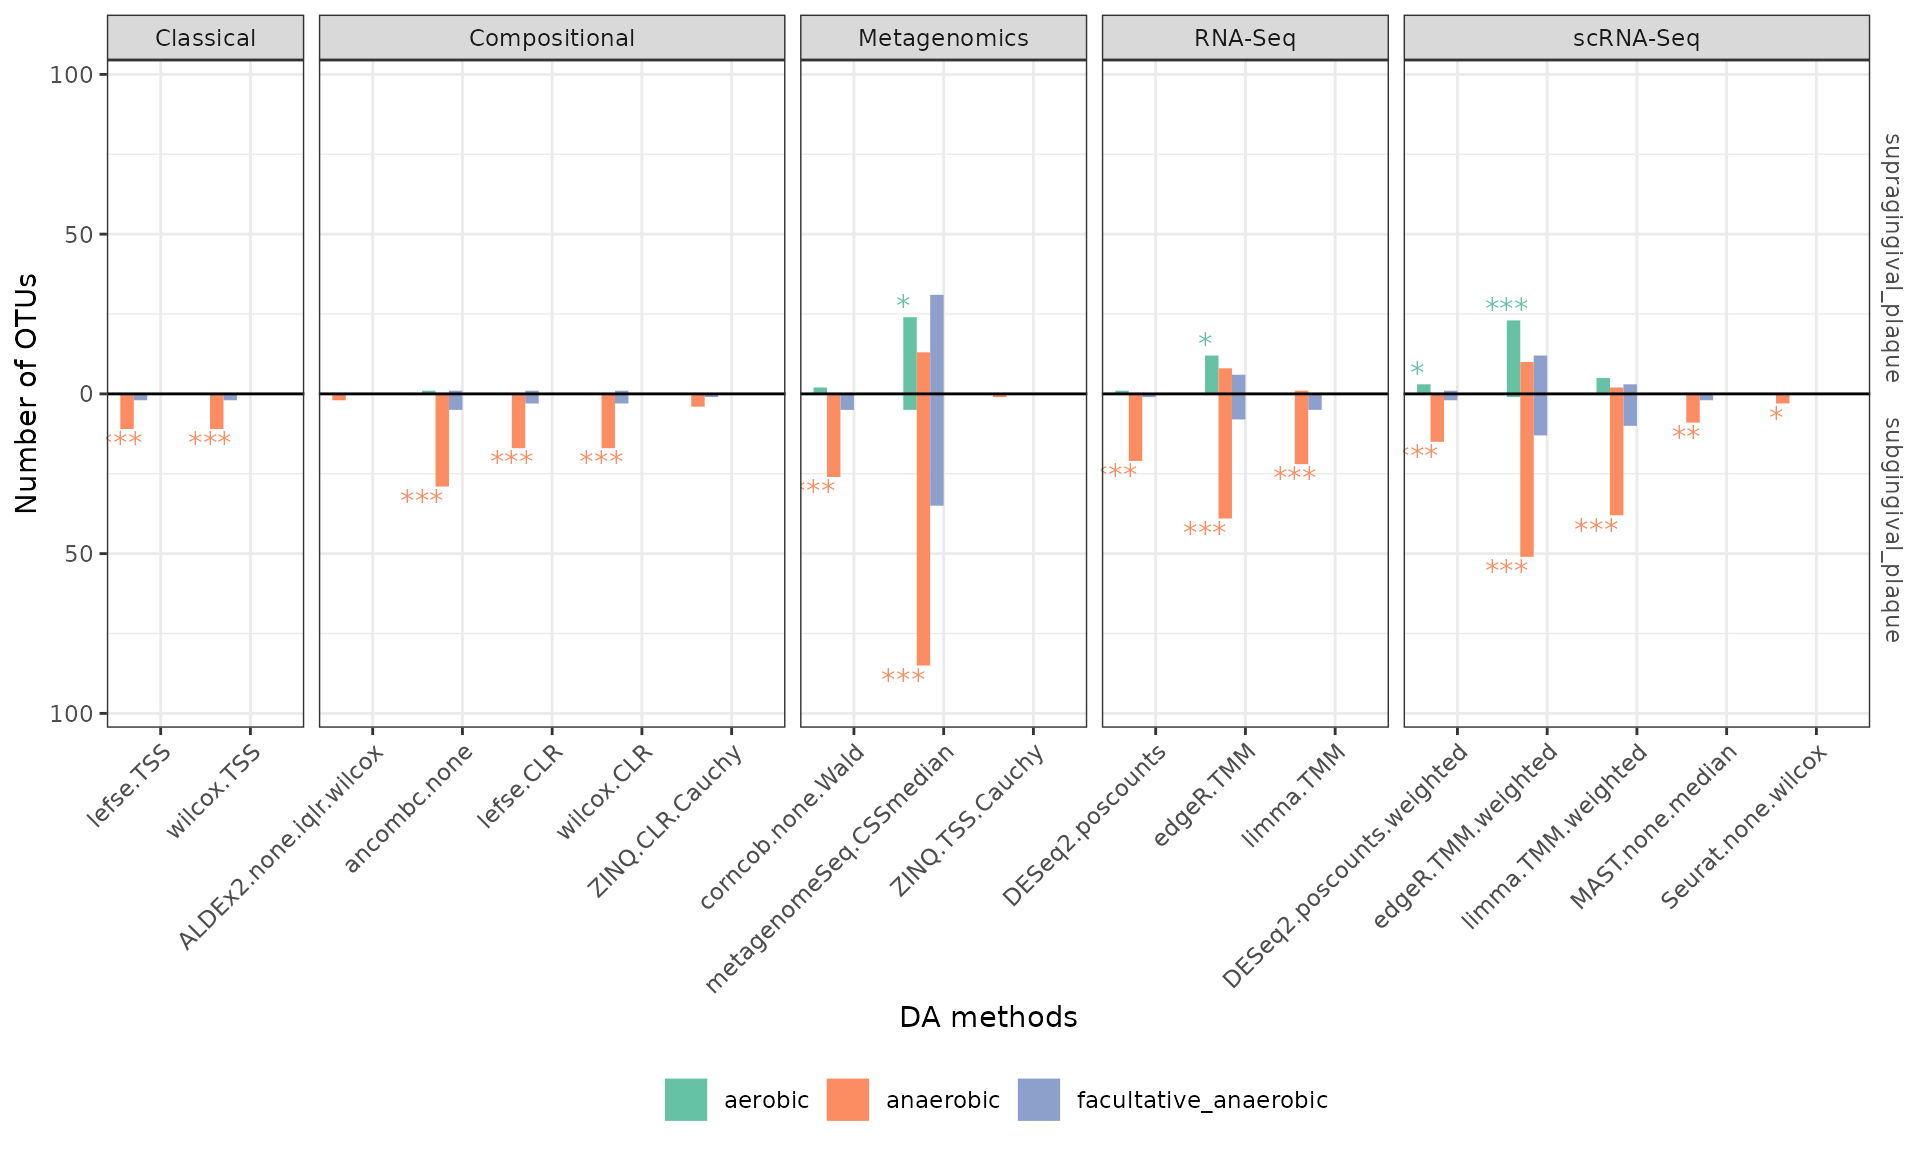 Classical
Compositional
Metagenomics
RNA-Seq
scRNA-Seq
Number of OTUs
100
50
0
50
100
supragingival_plaque
subgingival_plaque
*
*
***
*
***
***
***
***
***
***
***
***
***
***
***
***
***
**
*
lefse.TSS
wilcox.TSS
ALDEx2.none.iqlr.wilcox
ancombc.none
lefse.CLR
wilcox.CLR
ZINQ.CLR.Cauchy
corncob.none.Wald
metagenomeSeq.CSSmedian
ZINQ.TSS.Cauchy
DESeq2.poscounts
edgeR.TMM
limma.TMM
DESeq2.poscounts.weighted
edgeR.TMM.weighted
limma.TMM.weighted
MAST.none.median
Seurat.none.wilcox
DA methods
aerobic
anaerobic
facultative_anaerobic